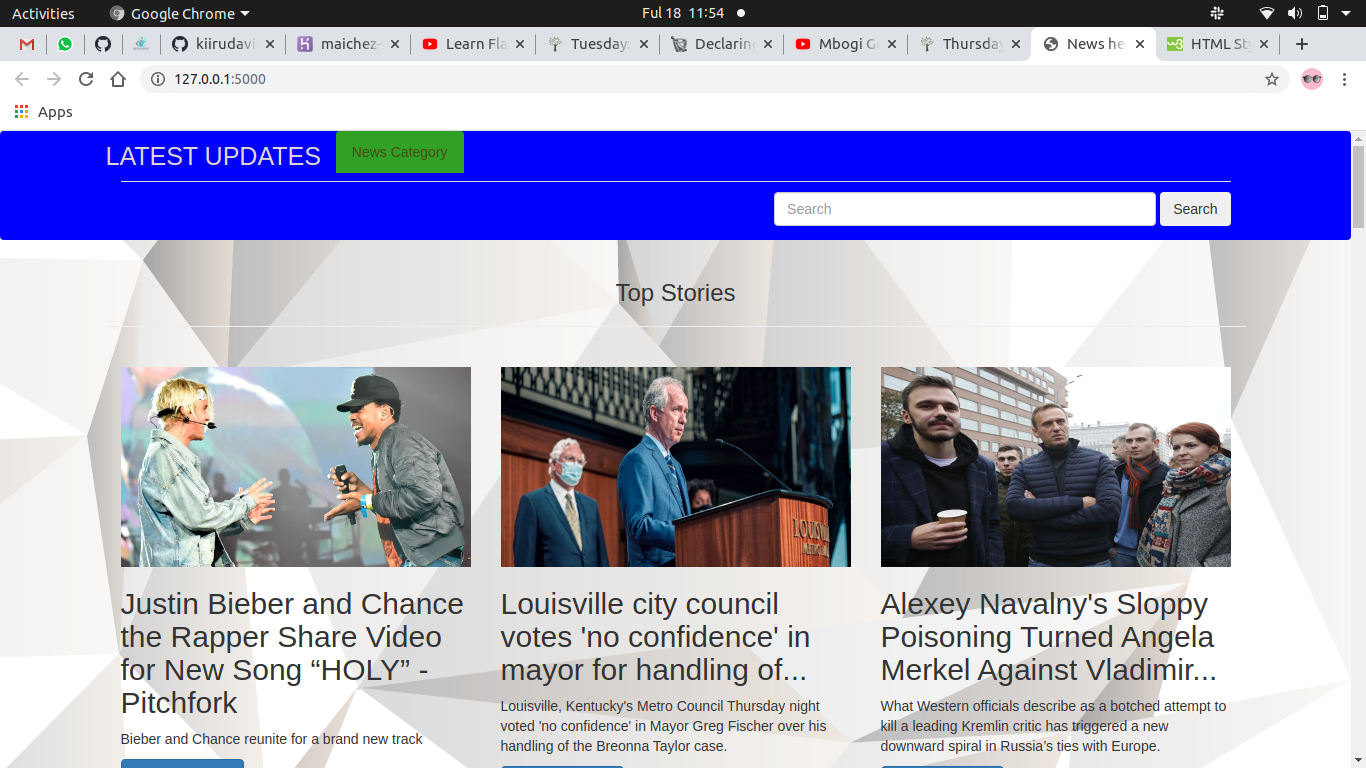 Activities Google Chrome Ful 18 11:54
kiirudavi maichez- Learn Fla Tuesday: Declaring Mbogi Ge Thursday News he HTML Sty
127.0.0.1:5000
Apps
LATEST UPDATES News Category
Search Search
Top Stories
LOUISVILLE
Justin Bieber and Chance
the Rapper Share Video
for New Song “HOLY” -
Pitchfork
Bieber and Chance reunite for a brand new track
Louisville city council
votes 'no confidence' in
mayor for handling of...
Louisville, Kentucky's Metro Council Thursday night
voted 'no confidence' in Mayor Greg Fischer over his
handling of the Breonna Taylor case.
Alexey Navalny's Sloppy
Poisoning Turned Angela
Merkel Against Vladimir...
What Western officials describe as a botched attempt to
kill a leading Kremlin critic has triggered a new
downward spiral in Russia’s ties with Europe.